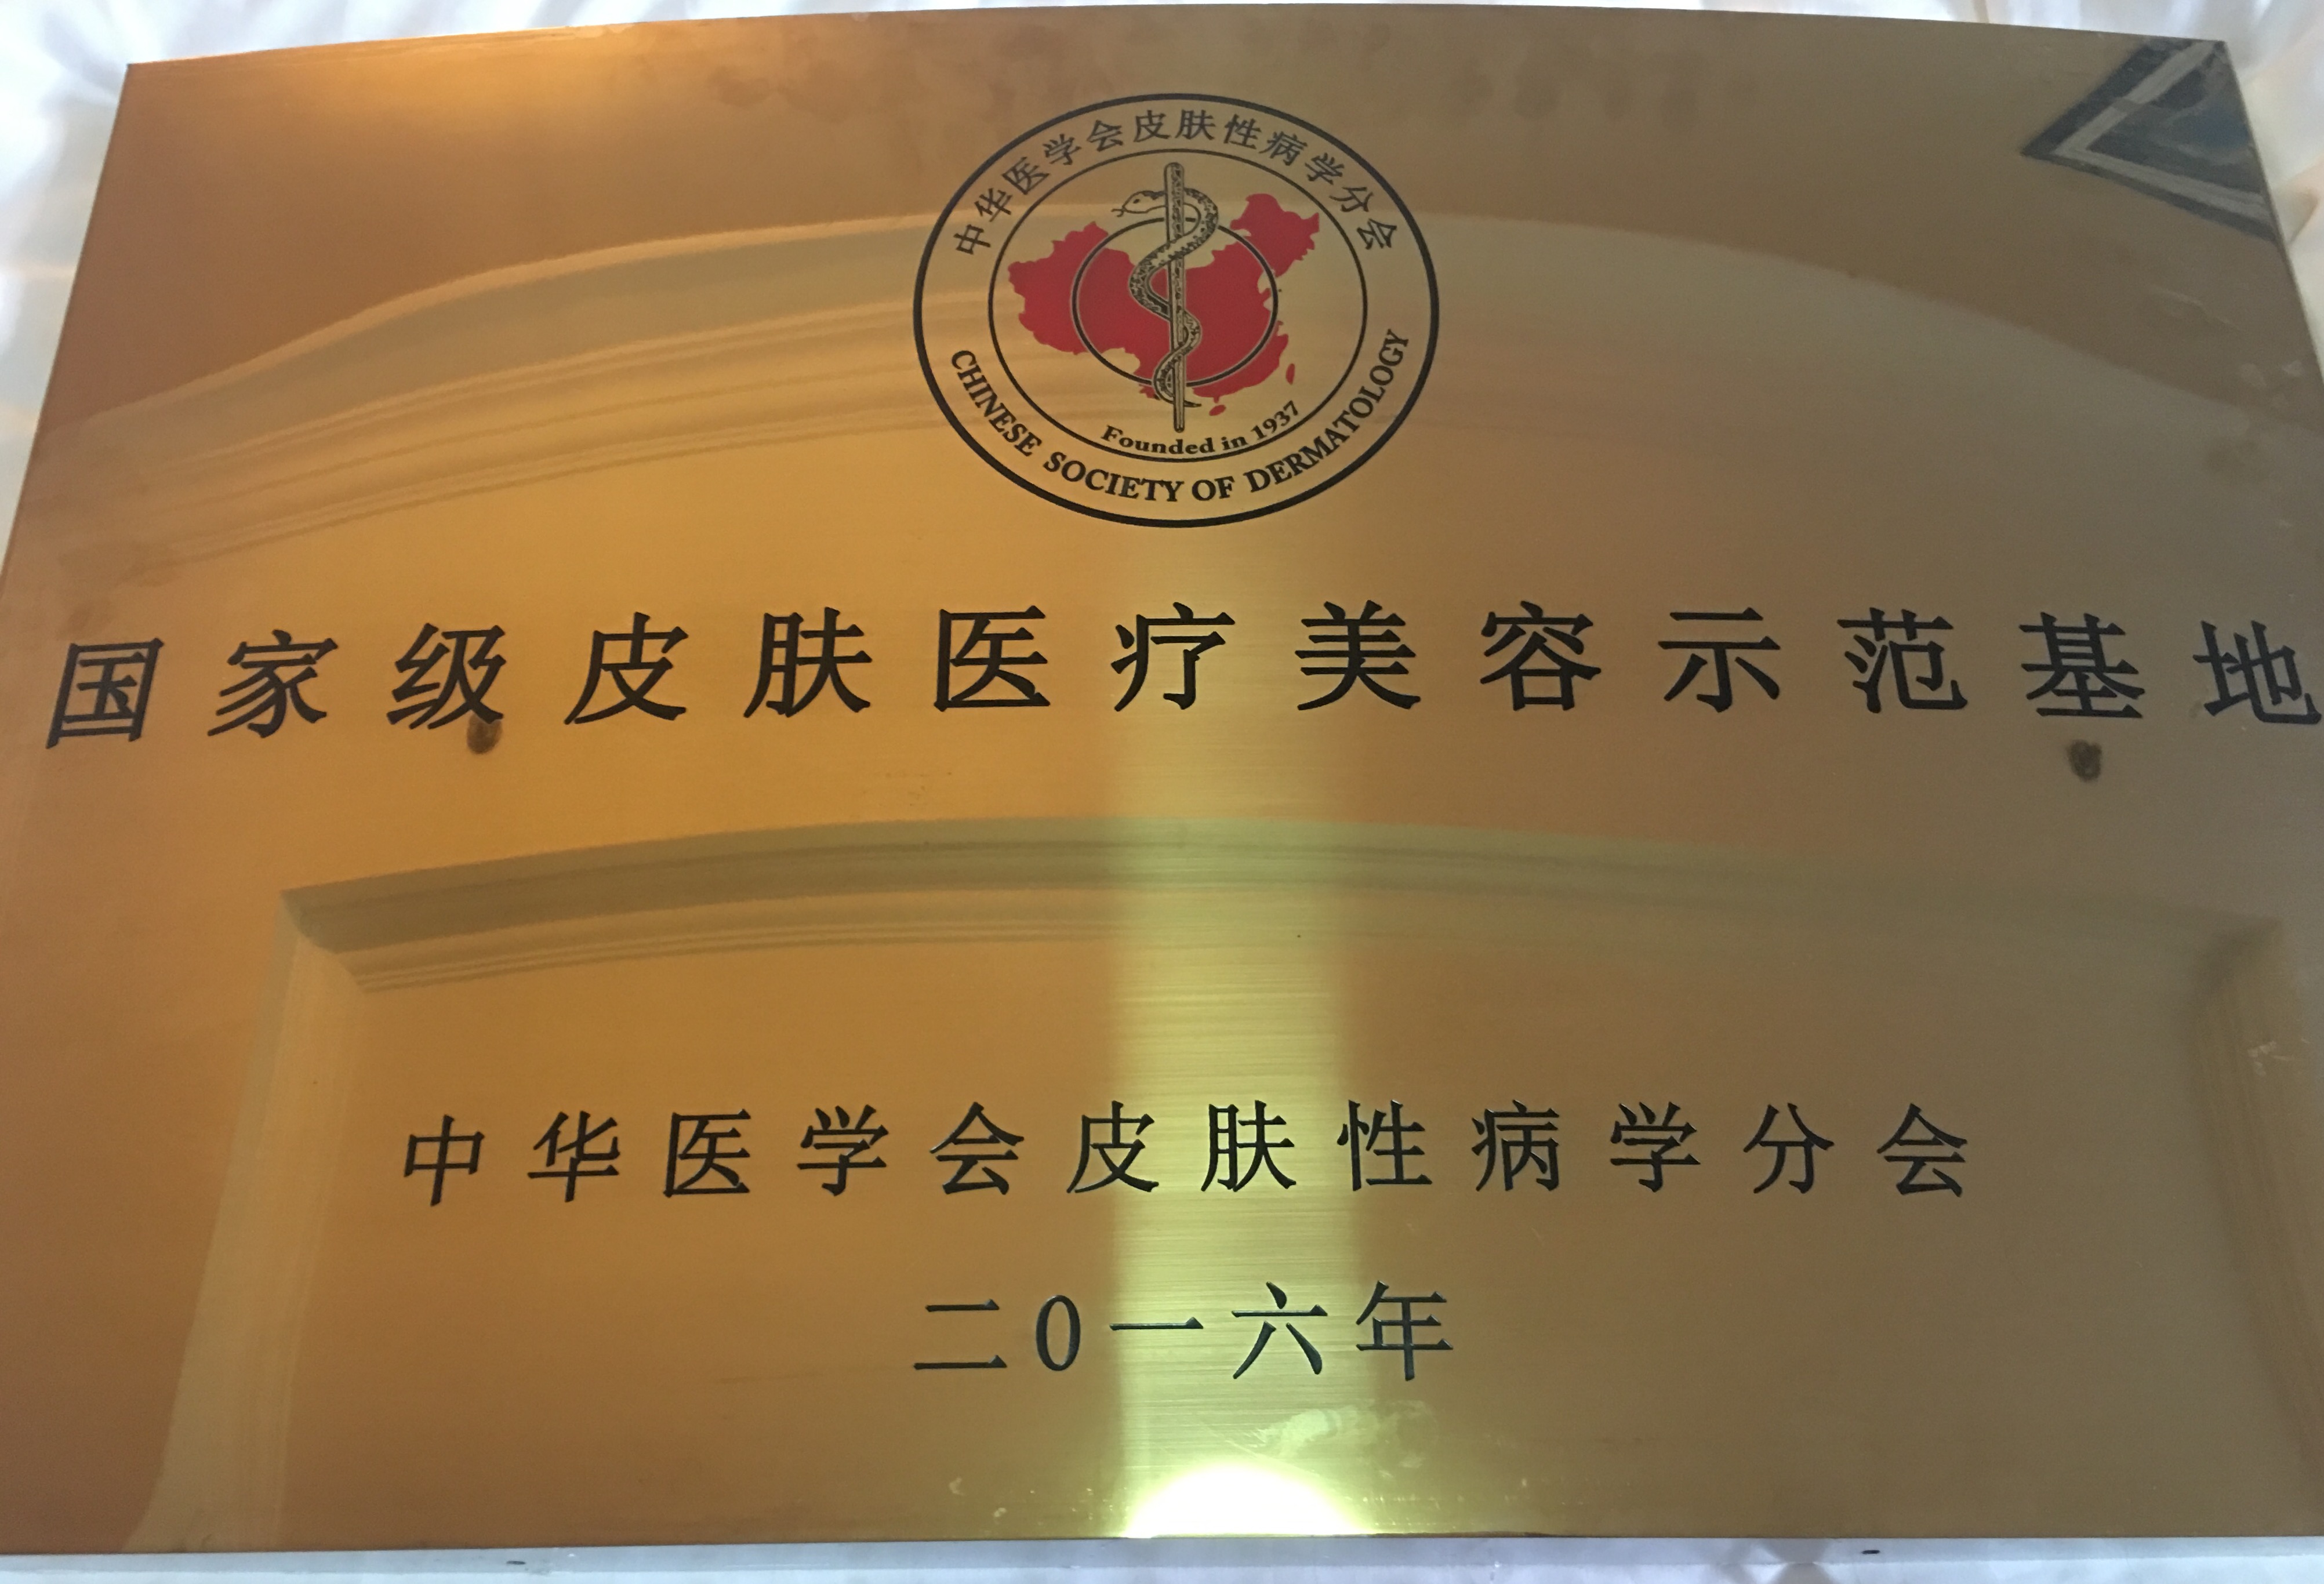 中华医学会皮肤性病学分会
Founded in 1937
CHINESE SOCIETY OF DERMATOLOGY
国家级皮肤医疗美容示范基地
中华医学会皮肤性病学分会
二0一六年